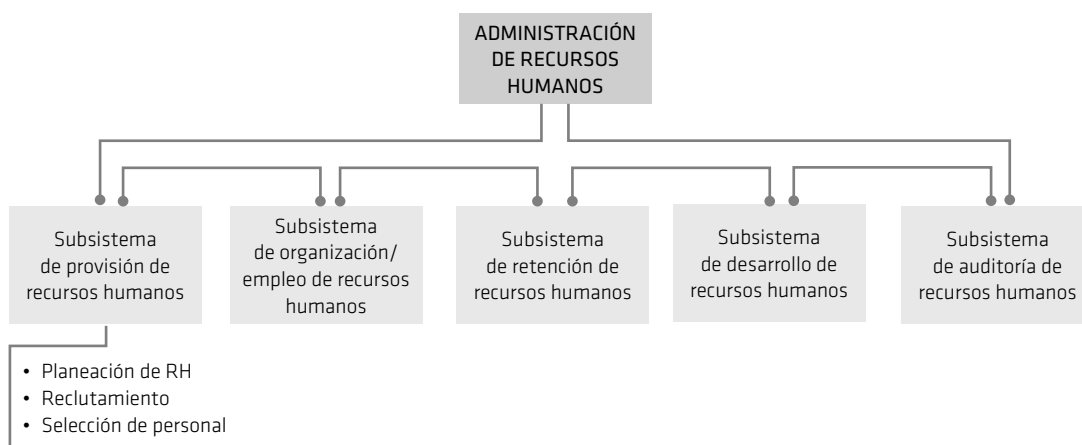 ADMINISTRACIÓN
DE RECURSOS
HUMANOS
Subsistema
de provisión de
recursos humanos
Subsistema
de organización/
empleo de recursos
humanos
Subsistema
de retención de
recursos humanos
Subsistema
de desarrollo de
recursos humanos
Subsistema
de auditoría de
recursos humanos
• Planeación de RH
• Reclutamiento
• Selección de personal